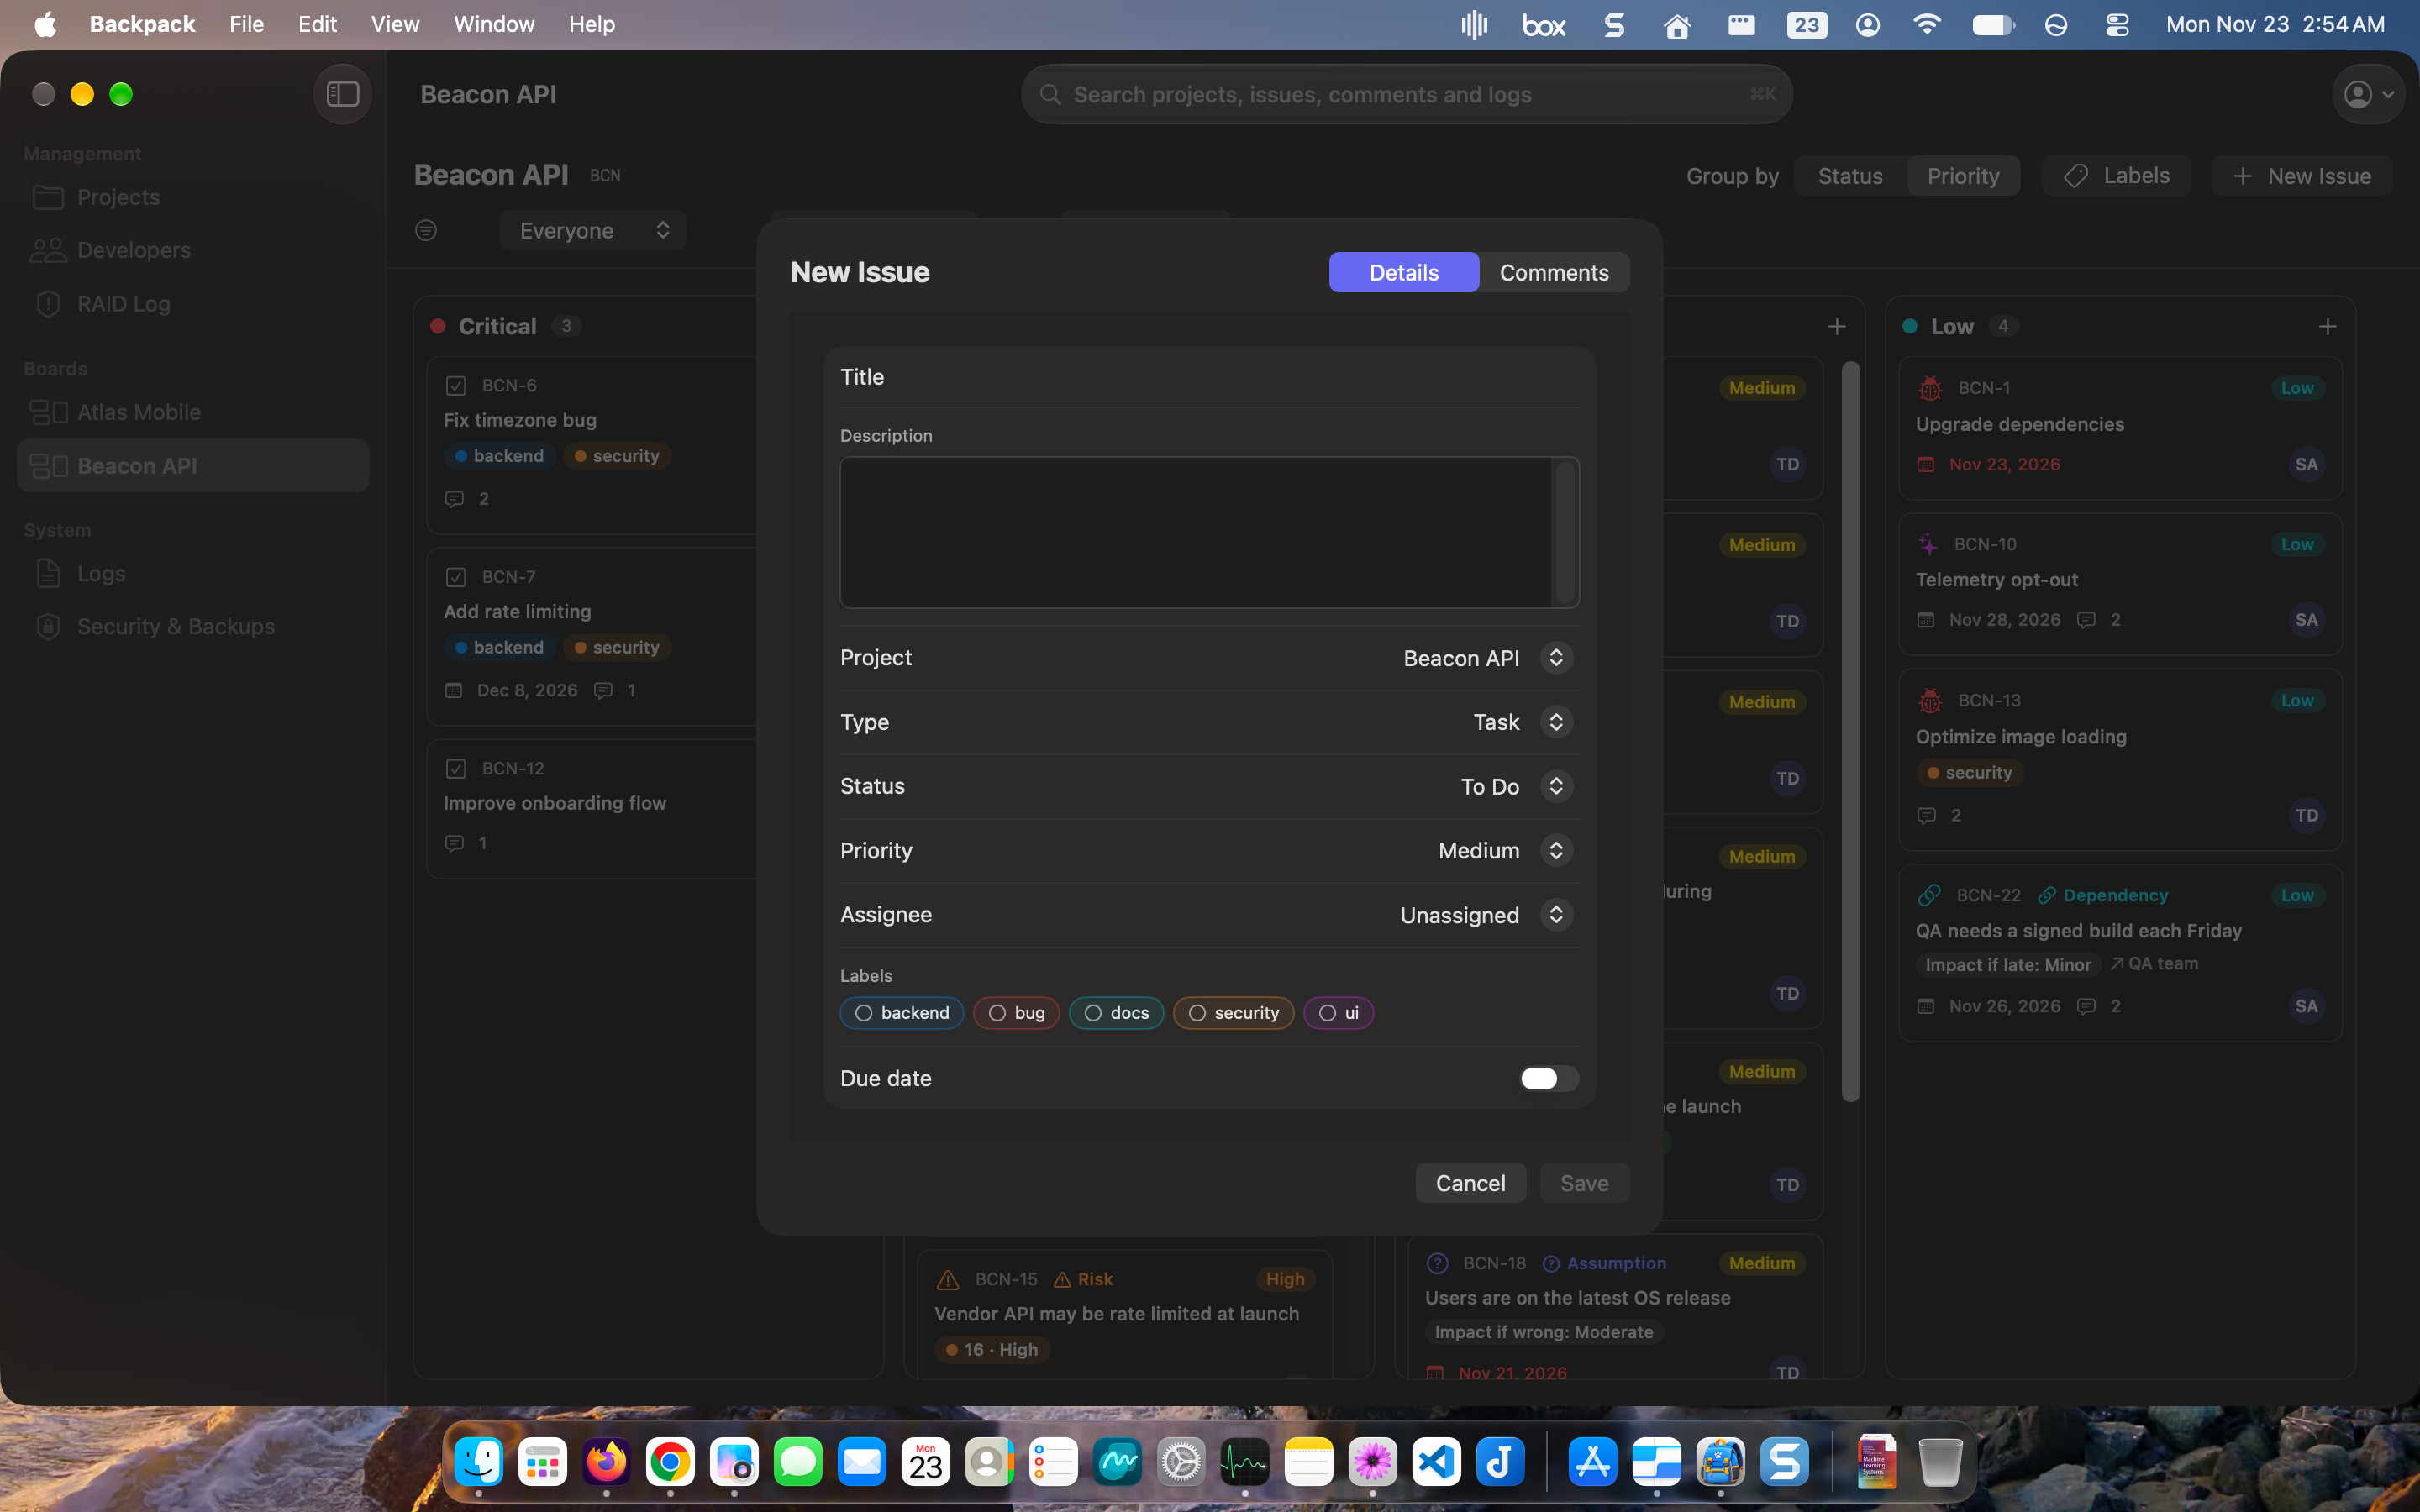 Backpack File Edit View Window Help box 23 Mon Nov 23 2:54 AM
Beacon API
Search projects, issues, comments and logs ⌘K
Management
Projects
Developers
RAID Log
Boards
Atlas Mobile
Beacon API
System
Logs
Security & Backups
Beacon API BCN
Group by Status Priority Labels New Issue
Everyone
Critical 3
BCN-6
Fix timezone bug
backend security
2
BCN-7
Add rate limiting
backend security
Dec 8, 2026 1
BCN-12
Improve onboarding flow
1
New Issue
Details Comments
Title
Description
Project Beacon API
Type Task
Status To Do
Priority Medium
Assignee Unassigned
Labels
backend bug docs security ui
Due date
Cancel Save
BCN-15 Risk High
Vendor API may be rate limited at launch
16 · High
Medium
TD
Medium
TD
Medium
TD
Medium
TD
Medium
launch
TD
BCN-18 Assumption Medium
Users are on the latest OS release
Impact if wrong: Moderate
Nov 21, 2026 TD
Low 4
BCN-1 Low
Upgrade dependencies
Nov 23, 2026 SA
BCN-10 Low
Telemetry opt-out
Nov 28, 2026 2 SA
BCN-13 Low
Optimize image loading
security
2 TD
BCN-22 Dependency Low
QA needs a signed build each Friday
Impact if late: Minor QA team
Nov 26, 2026 2 SA
Mon
23
Machine
Learning
Systems